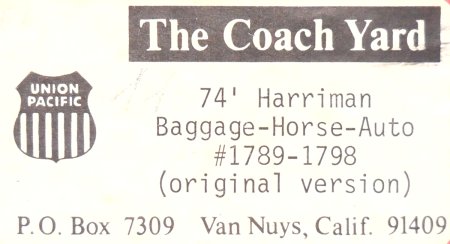 The Coach Yard
UNION
PACIFIC
74' Harriman
Baggage-Horse-Auto
#1789-1798
(original version)
P.O. Box 7309 Van Nuys, Calif. 91409